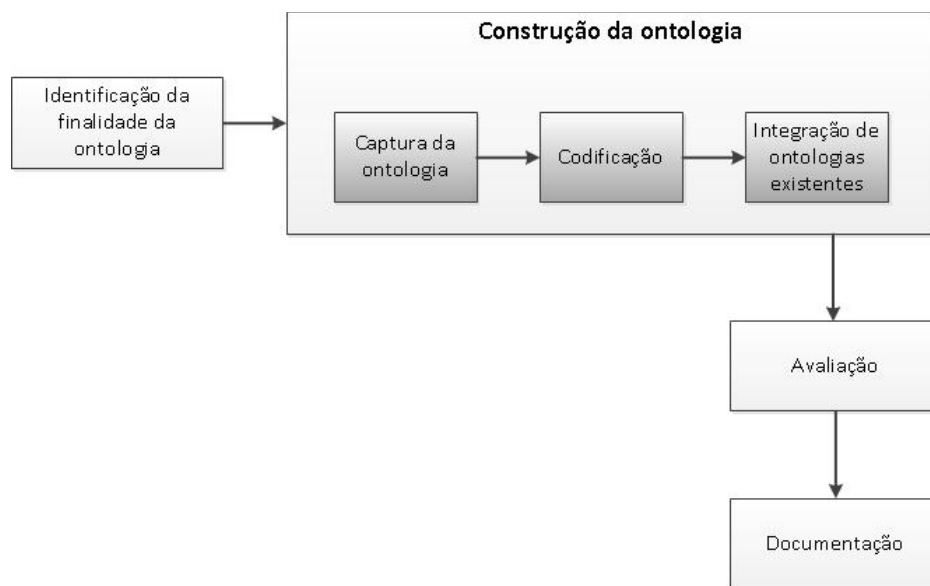 Construção da ontologia
Identificação da
finalidade da
ontologia
Captura da
ontologia
Codificação
Integração de
ontologias
existentes
Avaliação
Documentação